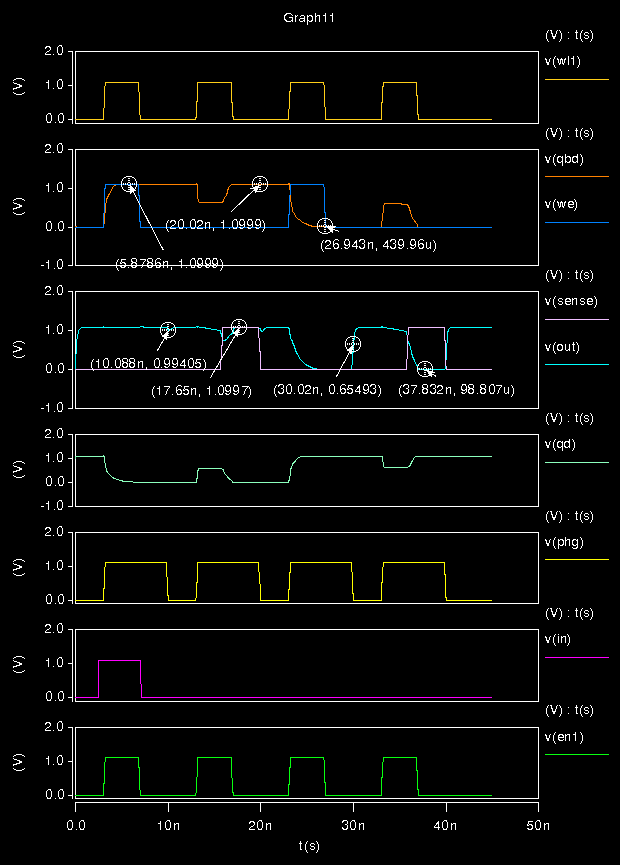 Graph11
(V) : t(s)
2.0
v(wl1)
(V)
1.0
0.0
(V) : t(s)
2.0
v(qbd)
1.0
v(we)
(V)
(20.02n, 1.0999)
0.0
(26.943n, 439.96u)
(5.8786n, 1.0999)
-1.0
(V) : t(s)
2.0
v(sense)
1.0
v(out)
(V)
(10.088n, 0.99405)
0.0
(17.65n, 1.0997)
(30.02n, 0.65493)
(37.832n, 98.807u)
-1.0
(V) : t(s)
2.0
v(qd)
1.0
(V)
0.0
-1.0
(V) : t(s)
2.0
v(phg)
(V)
1.0
0.0
(V) : t(s)
2.0
v(in)
(V)
1.0
0.0
(V) : t(s)
2.0
v(en1)
(V)
1.0
0.0
0.0
10n
20n
30n
40n
50n
t(s)